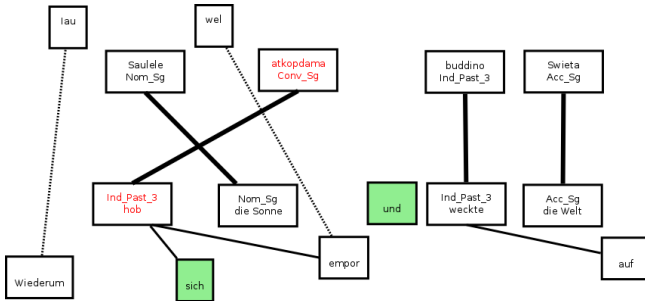 Iau
wel
Saulele
Nom_Sg
atkopdama
Conv_Sg
buddino
Ind_Past_3
Swieta
Acc_Sg
Ind_Past_3
hob
Nom_Sg
die Sonne
und
Ind_Past_3
weckte
Acc_Sg
die Welt
Wiederum
sich
empor
auf